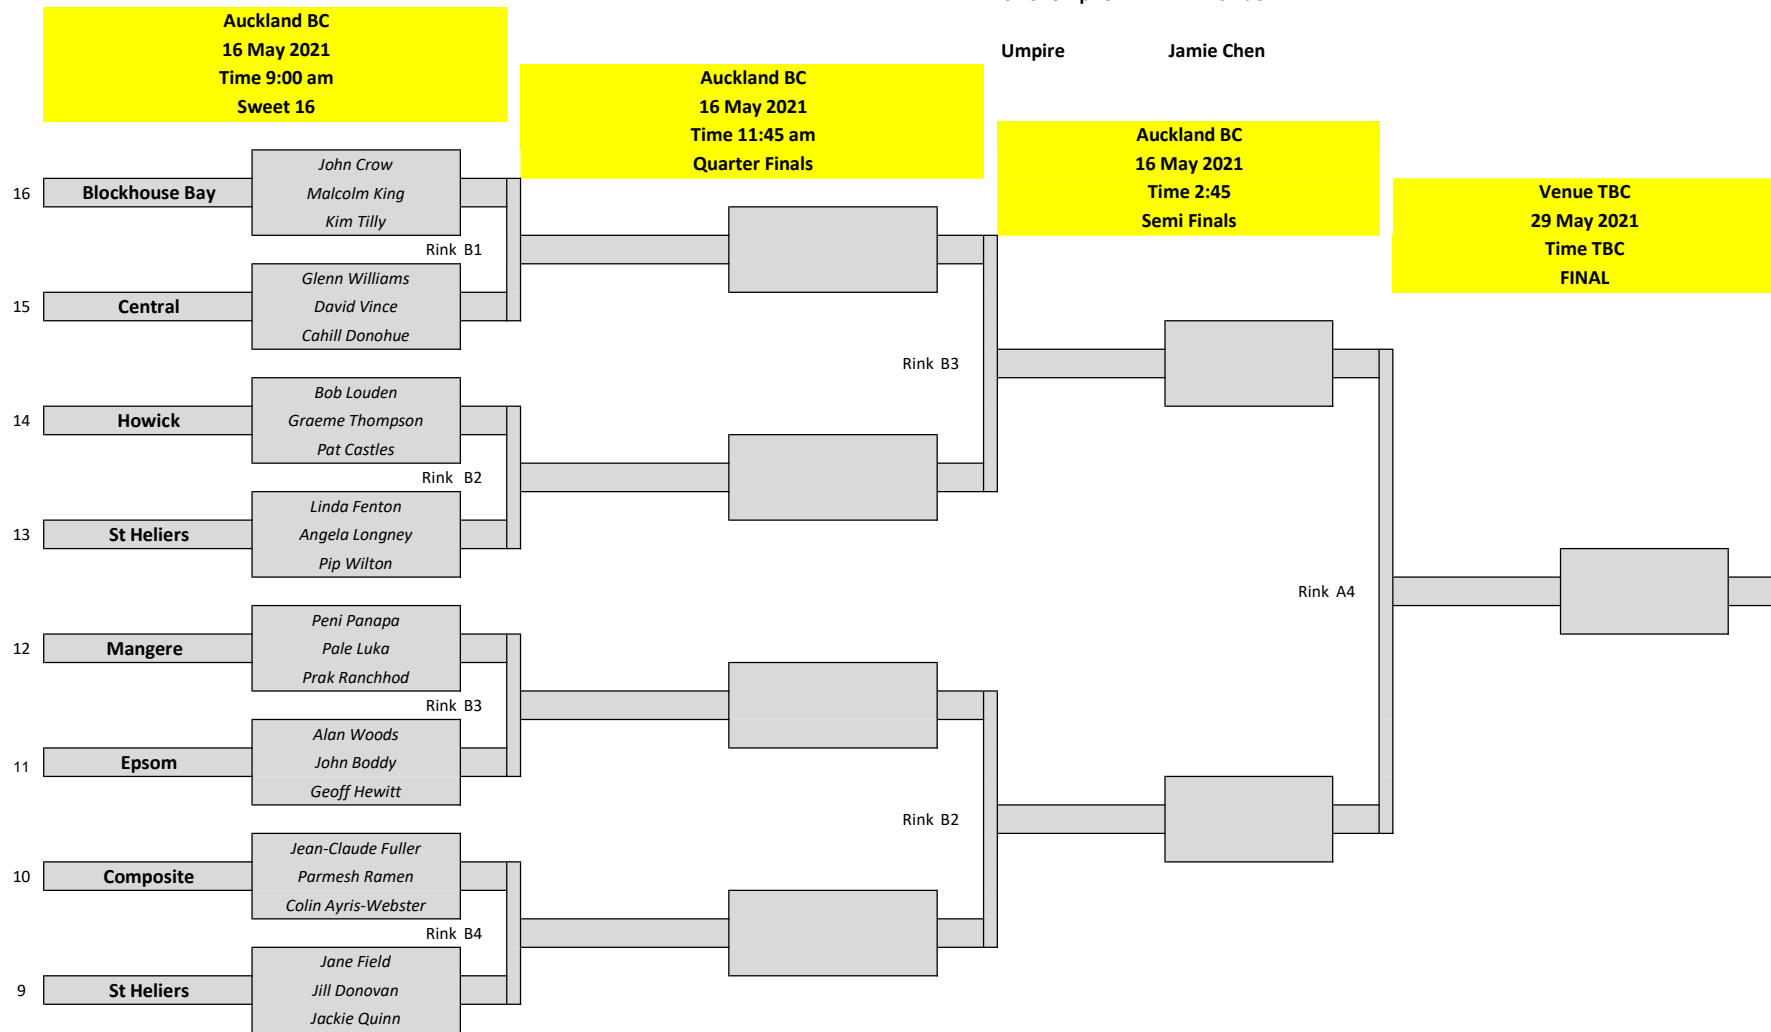 Umpire Jamie Chen
Auckland BC
16 May 2021
Time 9:00 am
Sweet 16
Auckland BC
16 May 2021
Time 11:45 am
Quarter Finals
Auckland BC
16 May 2021
Time 2:45
Semi Finals
Venue TBC
29 May 2021
Time TBC
FINAL
John Crow
16 Blockhouse Bay Malcolm King
Kim Tilly
Rink B1
Glenn Williams
15 Central David Vince
Cahill Donohue
Rink B3
Bob Louden
14 Howick Graeme Thompson
Pat Castles
Rink B2
Linda Fenton
13 St Heliers Angela Longney
Pip Wilton
Rink A4
Peni Panapa
12 Mangere Pale Luka
Prak Ranchhod
Rink B3
Alan Woods
11 Epsom John Boddy
Geoff Hewitt
Rink B2
Jean-Claude Fuller
10 Composite Parmesh Ramen
Colin Ayris-Webster
Rink B4
Jane Field
9 St Heliers Jill Donovan
Jackie Quinn